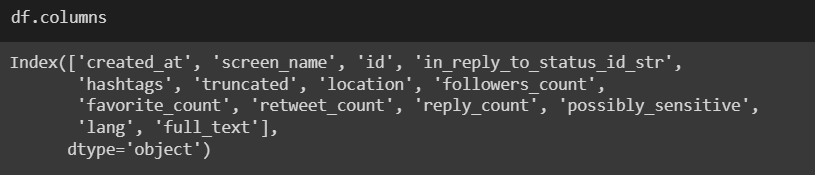 df.columns
Index(['created_at', 'screen_name', 'id', 'in_reply_to_status_id_str',
'hashtags', 'truncated', 'location', 'followers_count',
'favorite_count', 'retweet_count', 'reply_count', 'possibly_sensitive',
'lang', 'full_text'],
dtype='object')